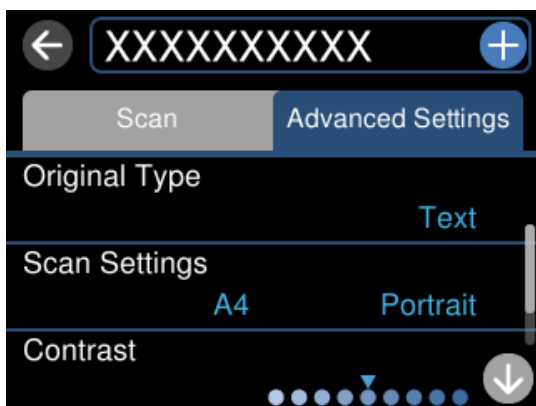 XXXXXXXXXX
Scan Advanced Settings
Original Type
Text
Scan Settings
A4 Portrait
Contrast